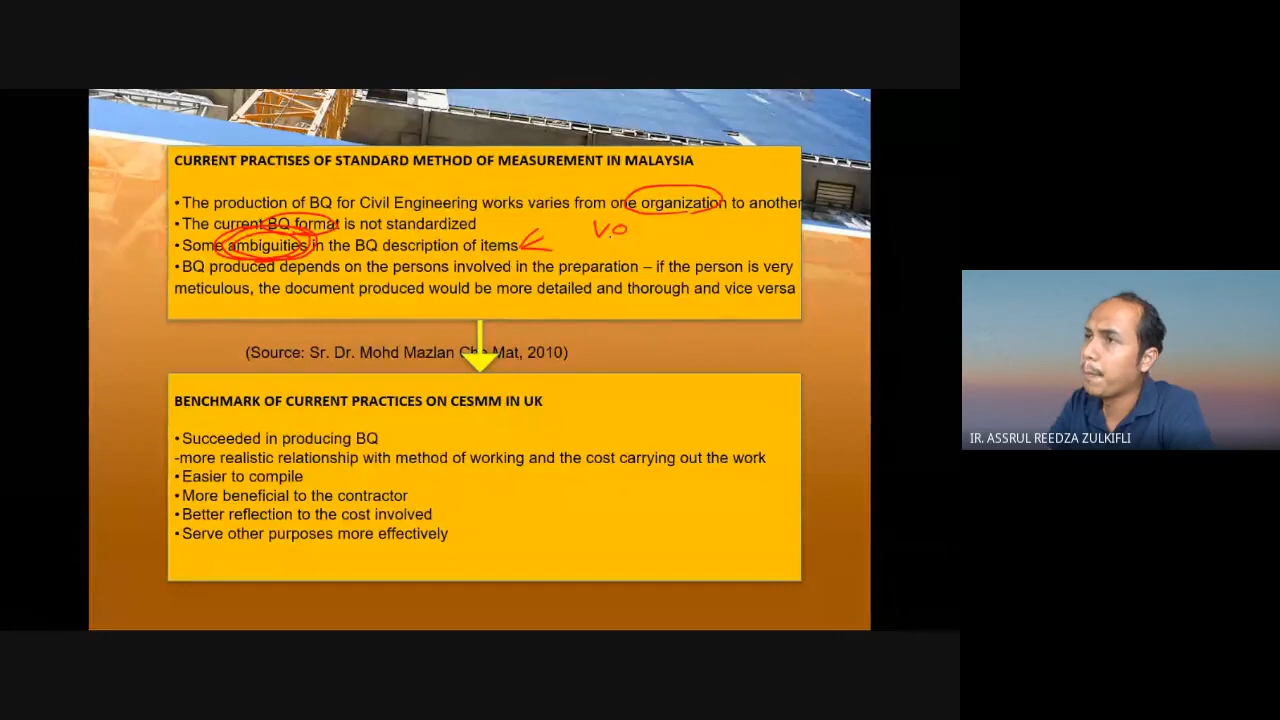 CURRENT PRACTISES OF STANDARD METHOD OF MEASUREMENT IN MALAYSIA
•The production of BQ for Civil Engineering works varies from one organization to another
•The current BQ format is not standardized
V.O
•Some ambiguities in the BQ description of items
•BQ produced depends on the persons involved in the preparation – if the person is very
meticulous, the document produced would be more detailed and thorough and vice versa
(Source: Sr. Dr. Mohd Mazlan Che Mat, 2010)
BENCHMARK OF CURRENT PRACTICES ON CESMM IN UK
•Succeeded in producing BQ
-more realistic relationship with method of working and the cost carrying out the work
•Easier to compile
•More beneficial to the contractor
•Better reflection to the cost involved
•Serve other purposes more effectively
IR. ASSRUL REEDZA ZULKIFLI